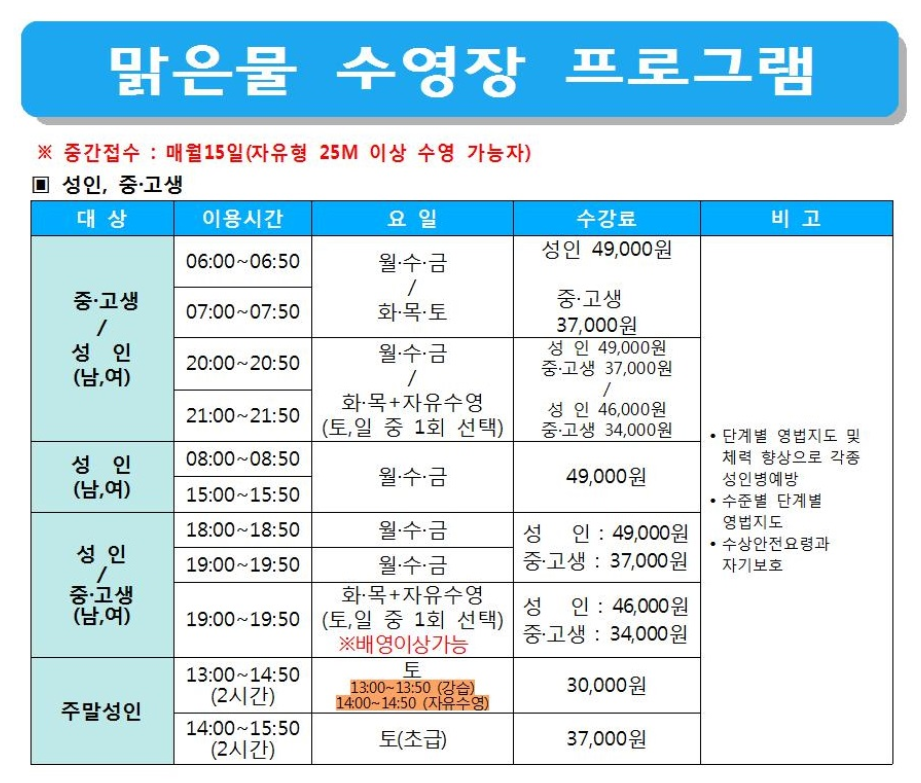 맑은물 수영장 프로그램
※ 중간접수 : 매월15일(자유형 25M 이상 수영 가능자)
▣ 성인, 중·고생
대 상 이용시간 요 일 수강료 비 고
중·고생
/
성 인
(남,여)
06:00~06:50
07:00~07:50
월·수·금
/
화·목·토
성인 49,000원
중·고생
37,000원
20:00~20:50
21:00~21:50
월·수·금
/
화·목+자유수영
(토,일 중 1회 선택)
성 인 49,000원
중·고생 37,000원
/
성 인 46,000원
중·고생 34,000원
성 인
(남,여)
08:00~08:50
15:00~15:50
월·수·금
49,000원
성 인
/
중·고생
(남,여)
18:00~18:50
월·수·금
19:00~19:50
월·수·금
성 인 : 49,000원
중·고생 : 37,000원
19:00~19:50
화·목+자유수영
(토,일 중 1회 선택)
※배영이상가능
성 인 : 46,000원
중·고생 : 34,000원
주말성인
13:00~14:50
(2시간)
토
13:00~13:50 (강습)
14:00~14:50 (자유수영)
30,000원
14:00~15:50
(2시간)
토(초급)
37,000원
• 단계별 영법지도 및
체력 향상으로 각종
성인병예방
• 수준별 단계별
영법지도
• 수상안전요령과
자기보호